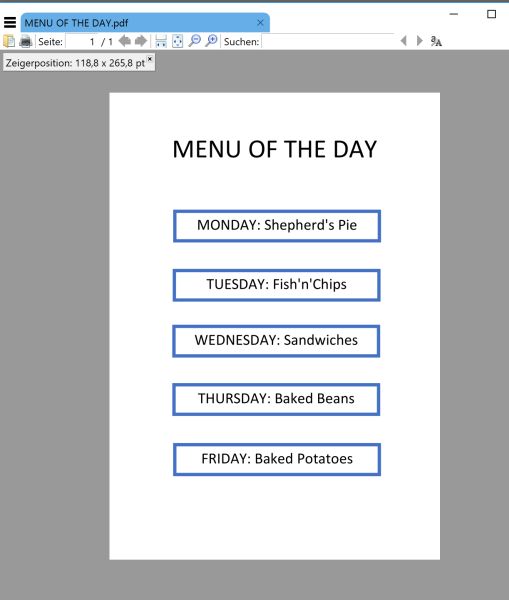 MENU OF THE DAY.pdf
Seite: 1 / 1 Suchen:
Zeigerposition: 118,8 x 265,8 pt
MENU OF THE DAY
MONDAY: Shepherd's Pie
TUESDAY: Fish'n'Chips
WEDNESDAY: Sandwiches
THURSDAY: Baked Beans
FRIDAY: Baked Potatoes